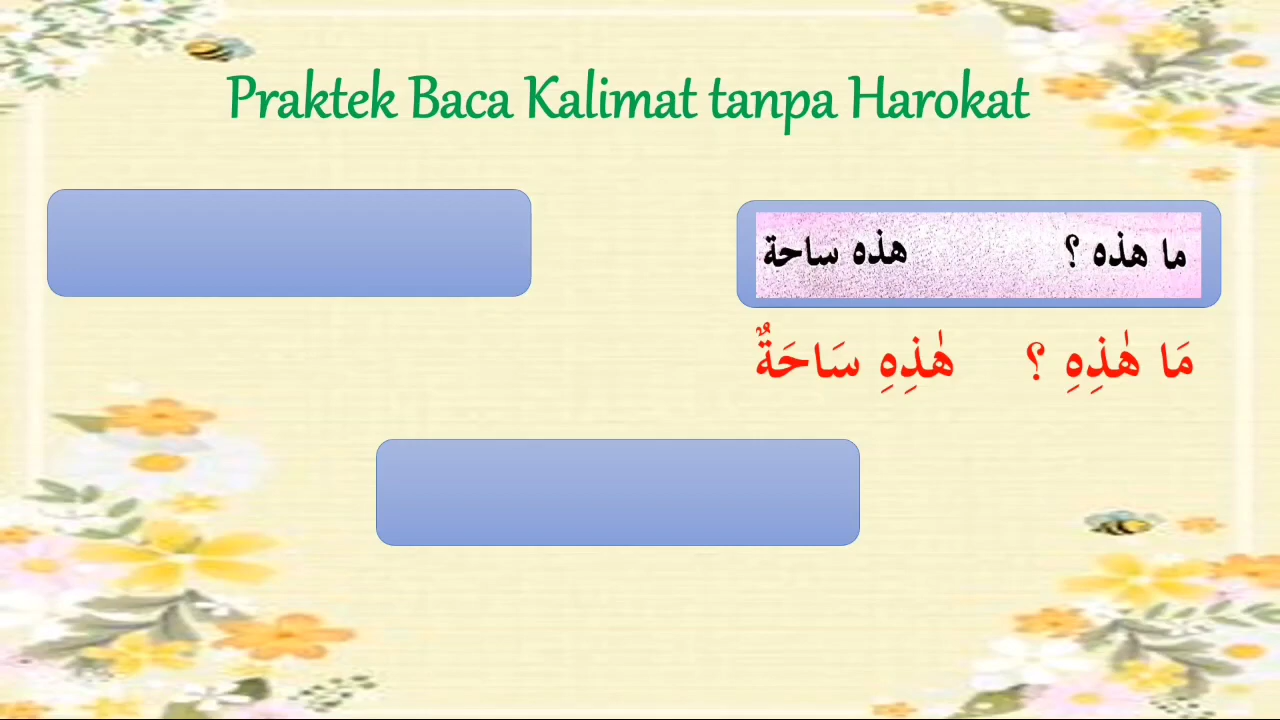 Praktek Baca Kalimat tanpa Harokat
ما هذه ؟ هذه ساحة
مَا هٰذِهِ ؟ هٰذِهِ سَاحَةٌ